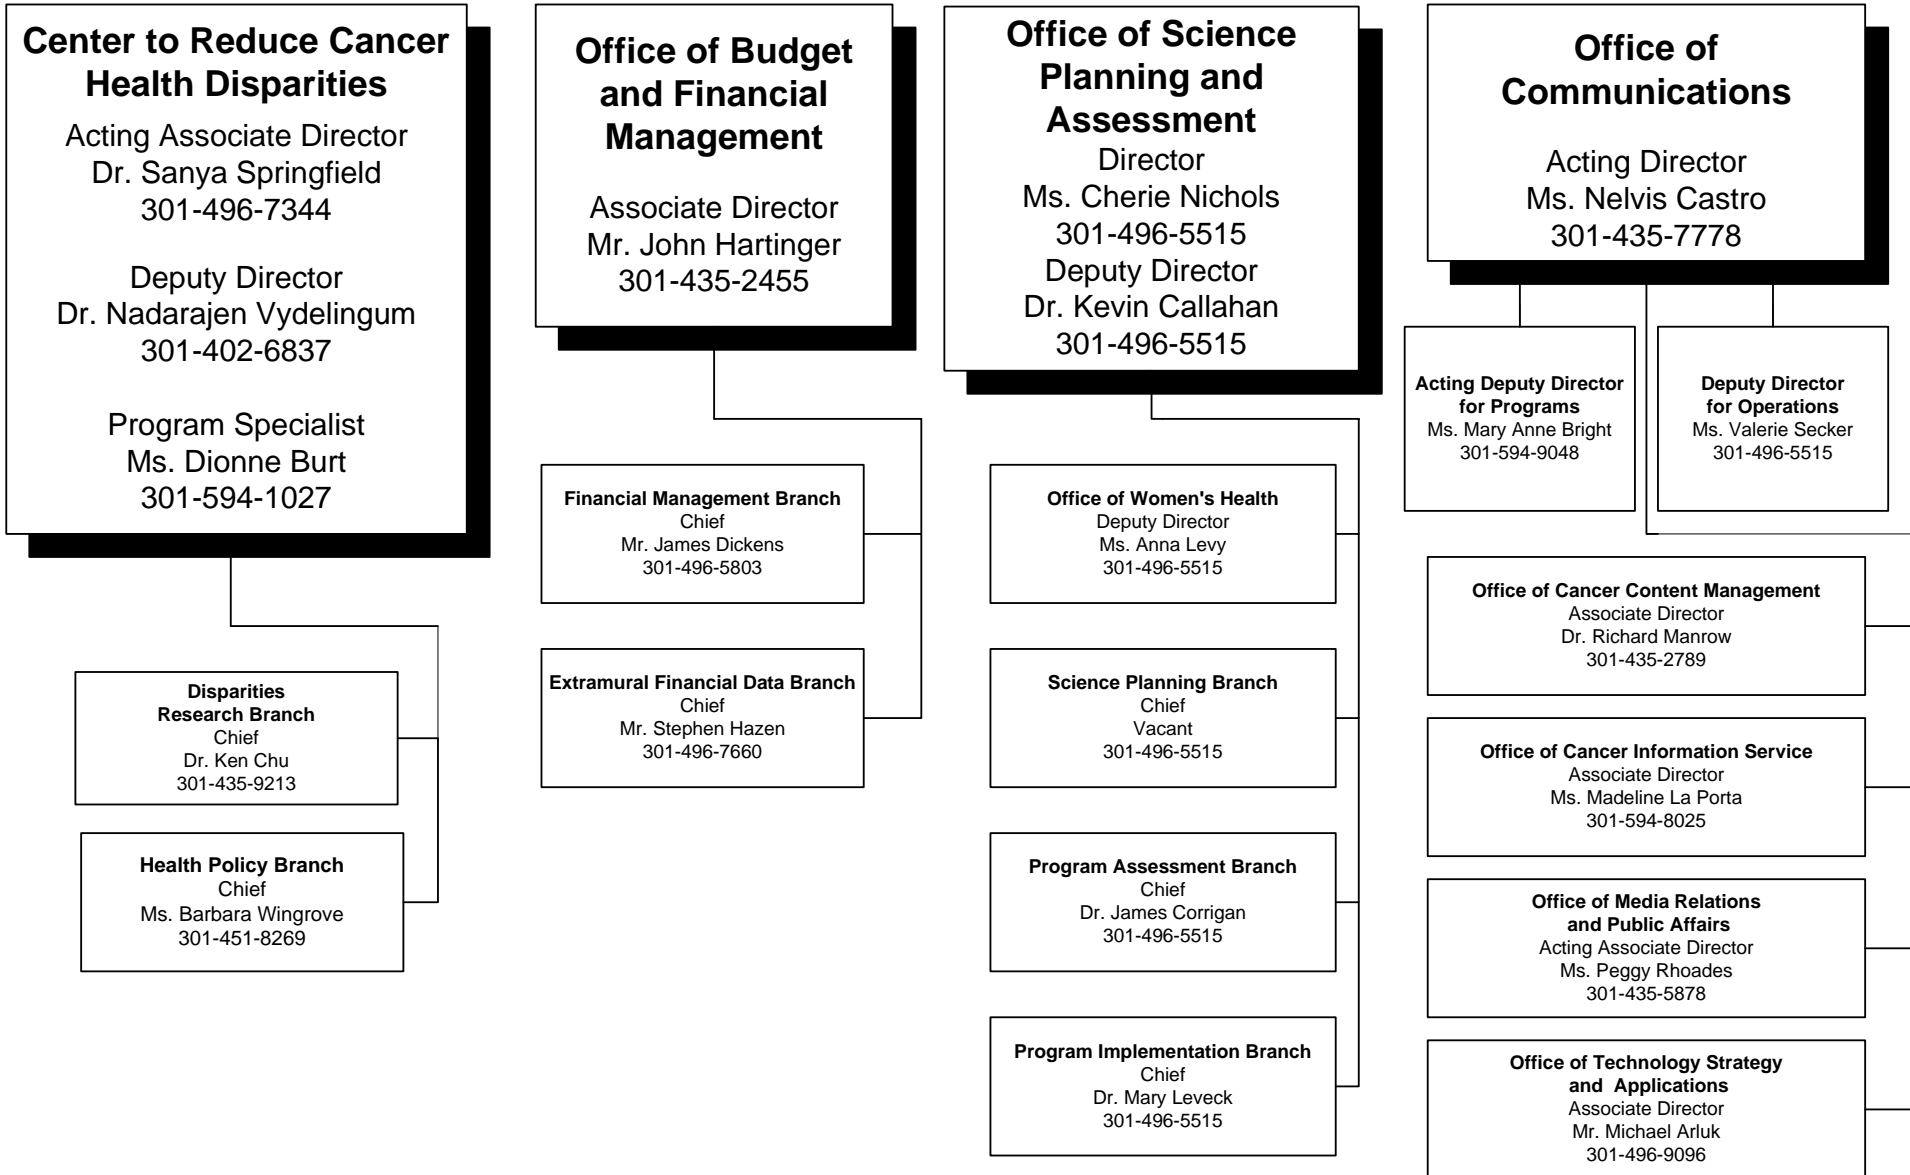 Center to Reduce Cancer
Health Disparities
Acting Associate Director
Dr. Sanya Springfield
301-496-7344
Deputy Director
Dr. Nadarajen Vydelingum
301-402-6837
Program Specialist
Ms. Dionne Burt
301-594-1027
Disparities
Research Branch
Chief
Dr. Ken Chu
301-435-9213
Health Policy Branch
Chief
Ms. Barbara Wingrove
301-451-8269
Office of Budget
and Financial
Management
Associate Director
Mr. John Hartinger
301-435-2455
Financial Management Branch
Chief
Mr. James Dickens
301-496-5803
Extramural Financial Data Branch
Chief
Mr. Stephen Hazen
301-496-7660
Office of Science
Planning and
Assessment
Director
Ms. Cherie Nichols
301-496-5515
Deputy Director
Dr. Kevin Callahan
301-496-5515
Office of Women's Health
Deputy Director
Ms. Anna Levy
301-496-5515
Science Planning Branch
Chief
Vacant
301-496-5515
Program Assessment Branch
Chief
Dr. James Corrigan
301-496-5515
Program Implementation Branch
Chief
Dr. Mary Leveck
301-496-5515
Office of
Communications
Acting Director
Ms. Nelvis Castro
301-435-7778
Acting Deputy Director
for Programs
Ms. Mary Anne Bright
301-594-9048
Deputy Director
for Operations
Ms. Valerie Secker
301-496-5515
Office of Cancer Content Management
Associate Director
Dr. Richard Manrow
301-435-2789
Office of Cancer Information Service
Associate Director
Ms. Madeline La Porta
301-594-8025
Office of Media Relations
and Public Affairs
Acting Associate Director
Ms. Peggy Rhoades
301-435-5878
Office of Technology Strategy
and Applications
Associate Director
Mr. Michael Arluk
301-496-9096